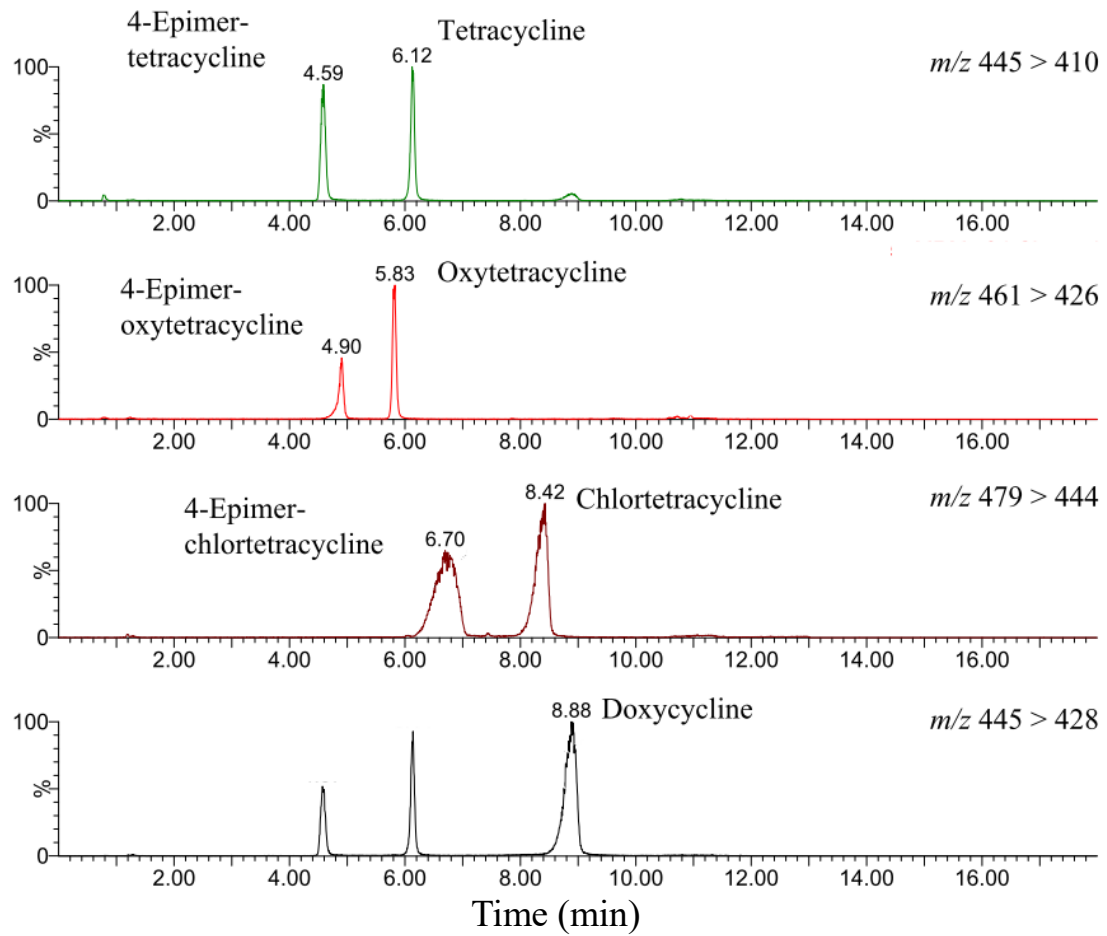 4-Epimer-
tetracycline
Tetracycline
4.59
6.12
m/z 445 > 410
100
%
0
2.00 4.00 6.00 8.00 10.00 12.00 14.00 16.00
4-Epimer-
oxytetracycline
Oxytetracycline
4.90
5.83
m/z 461 > 426
100
%
0
2.00 4.00 6.00 8.00 10.00 12.00 14.00 16.00
4-Epimer-
chlortetracycline
Chlortetracycline
6.70
8.42
m/z 479 > 444
100
%
0
2.00 4.00 6.00 8.00 10.00 12.00 14.00 16.00
8.88 Doxycycline
m/z 445 > 428
100
%
0
2.00 4.00 6.00 8.00 10.00 12.00 14.00 16.00
Time (min)